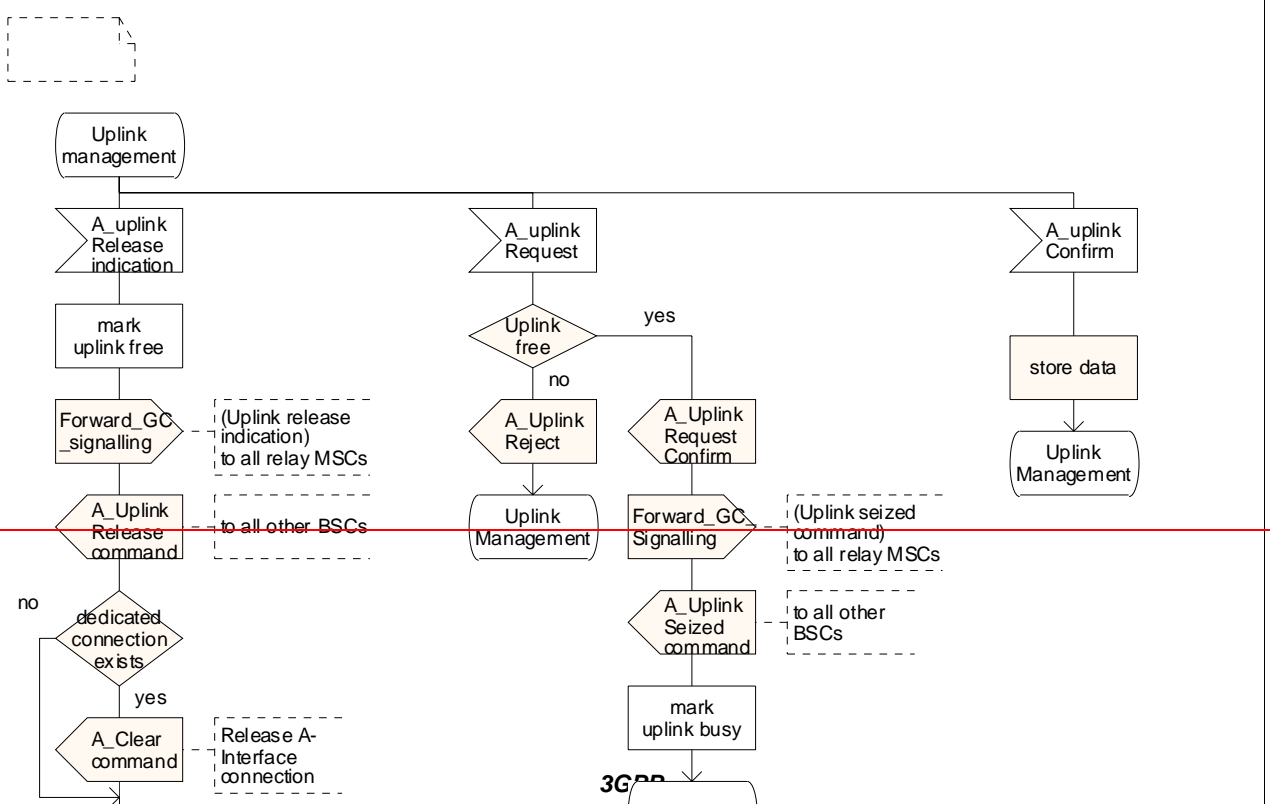 Uplink
management
A_uplink
Release
indication
A_uplink
Request
A_uplink
Confirm
mark
uplink free
Uplink
free
yes
no
store data
Forward_GC
_signalling
(Uplink release
indication)
to all relay MSCs
A_Uplink
Reject
A_Uplink
Request
Confirm
Uplink
Management
A_Uplink
Release
command
to all other BSCs
Uplink
Management
Forward_GC_
Signalling
(Uplink seized
command)
to all relay MSCs
no
dedicated
connection
exists
A_Uplink
Seized
command
to all other
BSCs
yes
mark
uplink busy
A_Clear
command
Release A-
Interface
connection
3GPP